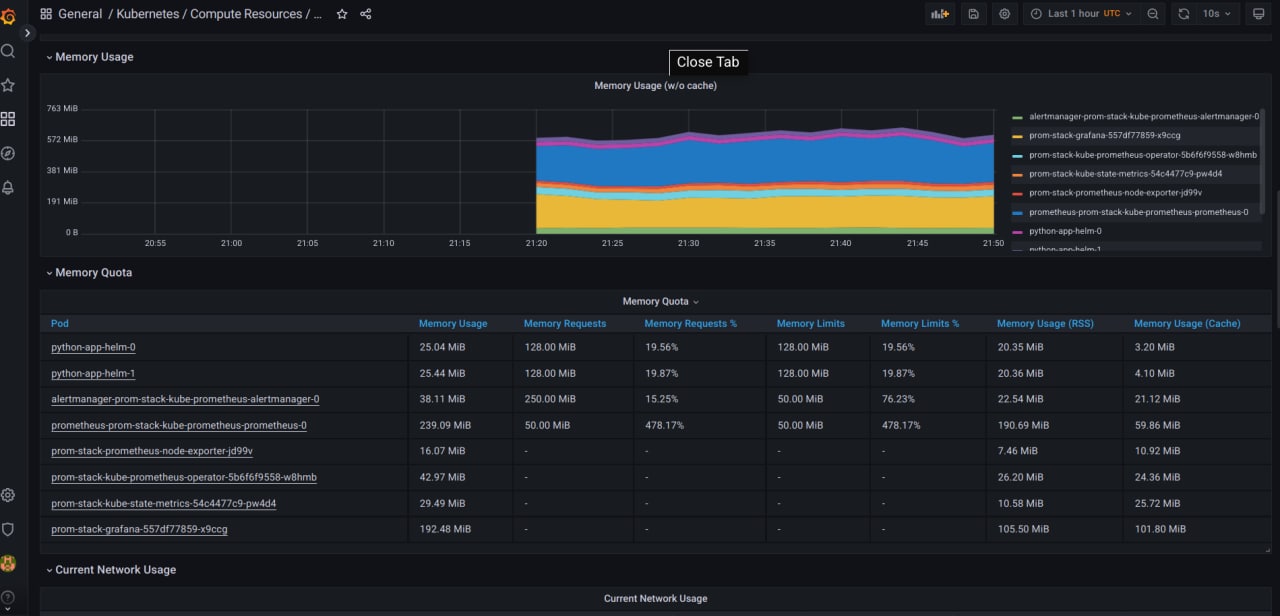 General / Kubernetes / Compute Resources / ...
Last 1 hour UTC
10s
Memory Usage
Close Tab
Memory Usage (w/o cache)
763 MiB
572 MiB
381 MiB
191 MiB
0 B
20:55 21:00 21:05 21:10 21:15 21:20 21:25 21:30 21:35 21:40 21:45 21:50
alertmanager-prom-stack-kube-prometheus-alertmanager-0
prom-stack-grafana-557df77859-x9ccg
prom-stack-kube-prometheus-operator-5b6f6f9558-w8hmb
prom-stack-kube-state-metrics-54c4477c9-pw4d4
prom-stack-prometheus-node-exporter-jd99v
prometheus-prom-stack-kube-prometheus-prometheus-0
python-app-helm-0
python-app-helm-1
Memory Quota
Memory Quota
Pod Memory Usage Memory Requests Memory Requests % Memory Limits Memory Limits % Memory Usage (RSS) Memory Usage (Cache)
python-app-helm-0 25.04 MiB 128.00 MiB 19.56% 128.00 MiB 19.56% 20.35 MiB 3.20 MiB
python-app-helm-1 25.44 MiB 128.00 MiB 19.87% 128.00 MiB 19.87% 20.36 MiB 4.10 MiB
alertmanager-prom-stack-kube-prometheus-alertmanager-0 38.11 MiB 250.00 MiB 15.25% 50.00 MiB 76.23% 22.54 MiB 21.12 MiB
prometheus-prom-stack-kube-prometheus-prometheus-0 239.09 MiB 50.00 MiB 478.17% 50.00 MiB 478.17% 190.69 MiB 59.86 MiB
prom-stack-prometheus-node-exporter-jd99v 16.07 MiB - - - - 7.46 MiB 10.92 MiB
prom-stack-kube-prometheus-operator-5b6f6f9558-w8hmb 42.97 MiB - - - - 26.20 MiB 24.36 MiB
prom-stack-kube-state-metrics-54c4477c9-pw4d4 29.49 MiB - - - - 10.58 MiB 25.72 MiB
prom-stack-grafana-557df77859-x9ccg 192.48 MiB - - - - 105.50 MiB 101.80 MiB
Current Network Usage
Current Network Usage